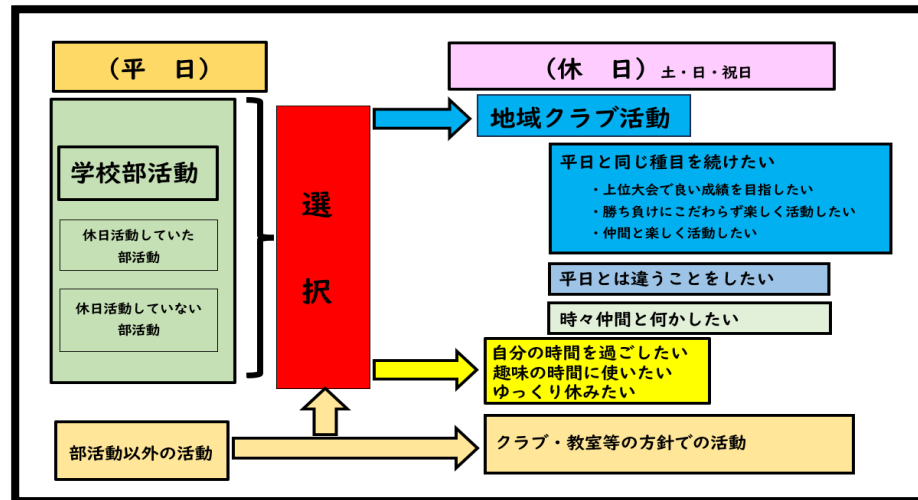 (平 日)
(休 日) 土・日・祝日
学校部活動
休日活動していた
部活動
休日活動していない
部活動
選
択
地域クラブ活動
平日と同じ種目を続けたい
・上位大会で良い成績を目指したい
・勝ち負けにこだわらず楽しく活動したい
・仲間と楽しく活動したい
平日とは違うことをしたい
時々仲間と何かしたい
自分の時間を過ごしたい
趣味の時間に使いたい
ゆっくり休みたい
部活動以外の活動
クラブ・教室等の方針での活動